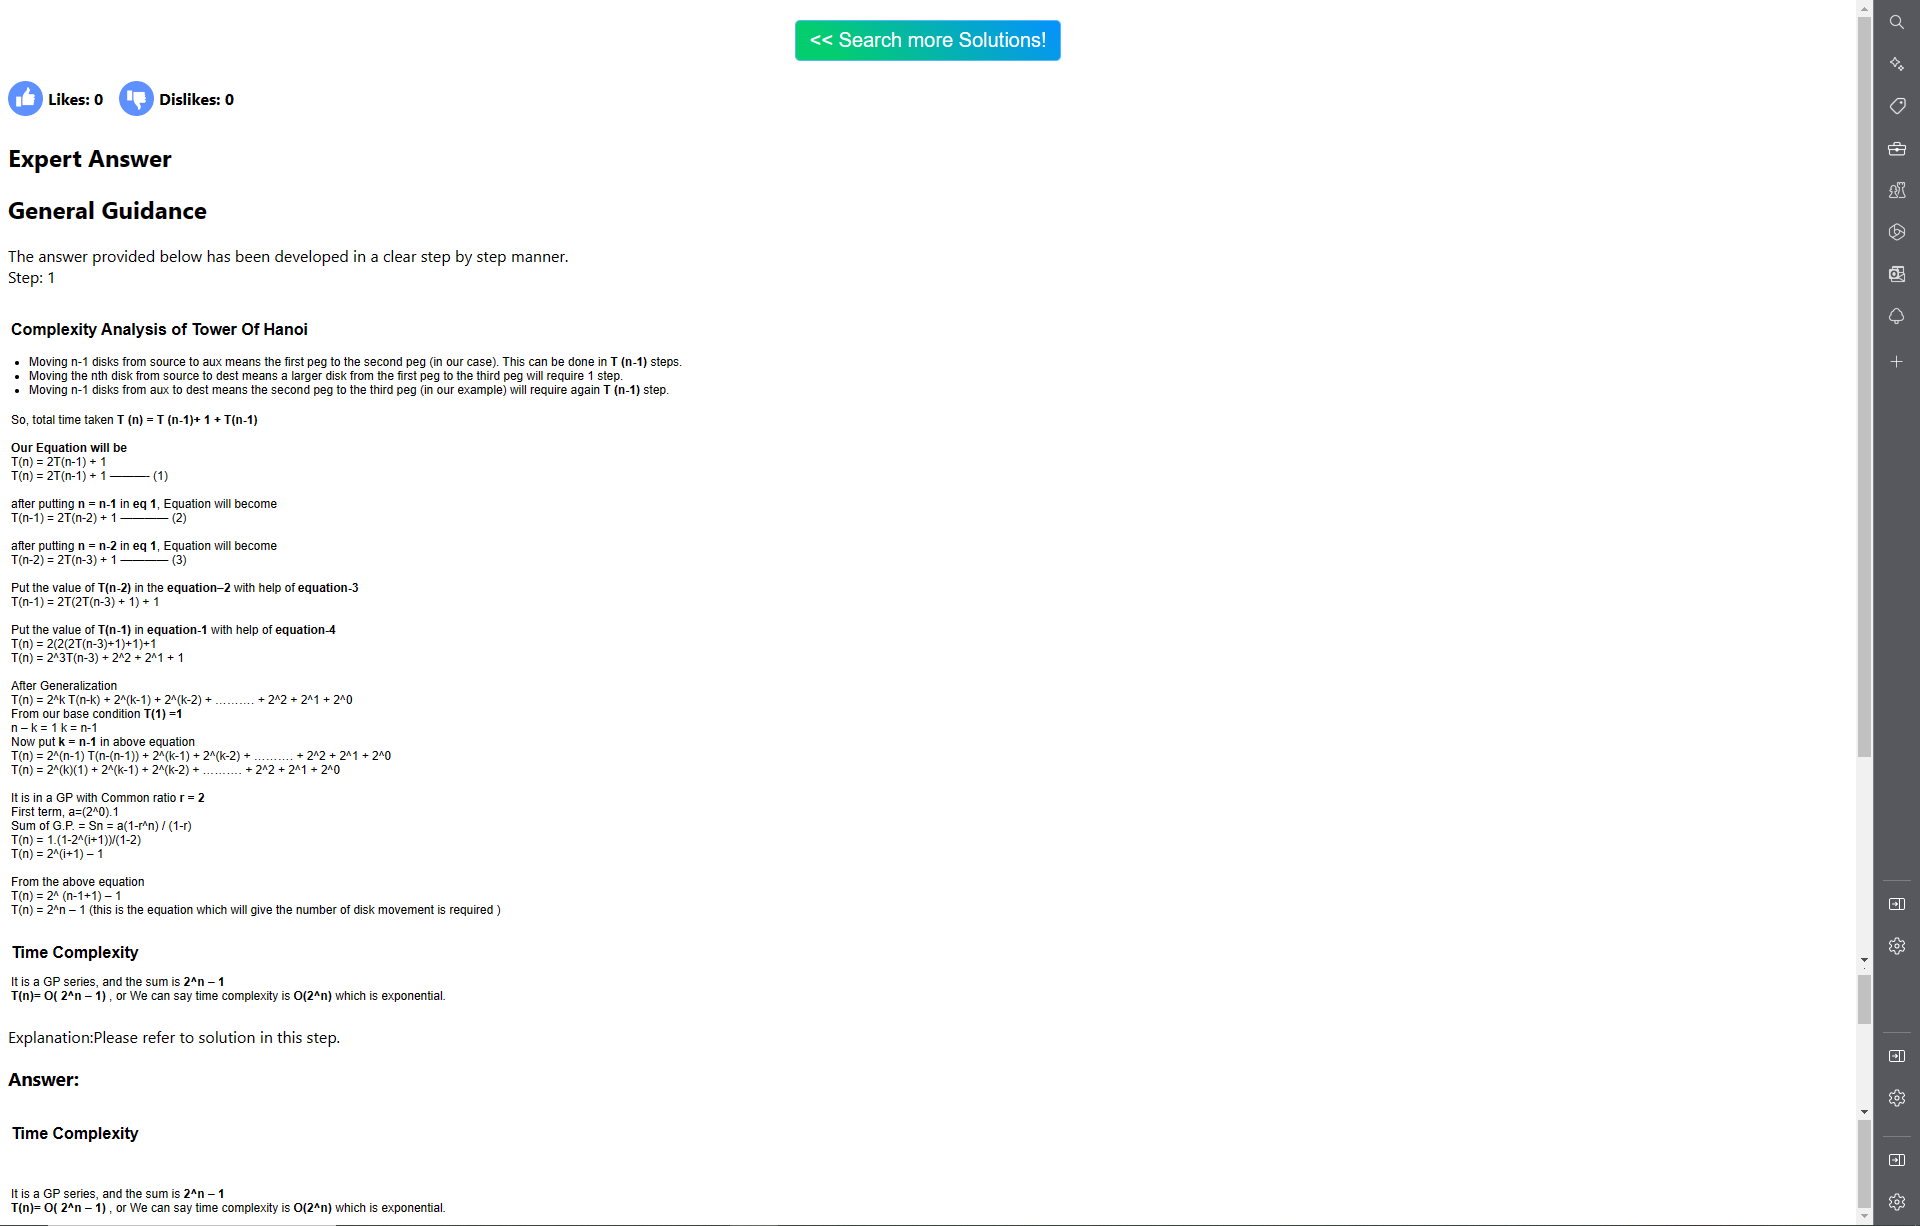 << Search more Solutions!
Likes: 0 Dislikes: 0
Expert Answer
General Guidance
The answer provided below has been developed in a clear step by step manner.
Step: 1
Complexity Analysis of Tower Of Hanoi
• Moving n-1 disks from source to aux means the first peg to the second peg (in our case). This can be done in T (n-1) steps.
• Moving the nth disk from source to dest means a larger disk from the first peg to the third peg will require 1 step.
• Moving n-1 disks from aux to dest means the second peg to the third peg (in our example) will require again T (n-1) step.
So, total time taken T (n) = T (n-1)+ 1 + T(n-1)
Our Equation will be
T(n) = 2T(n-1) + 1
T(n) = 2T(n-1) + 1 ———- (1)
after putting n = n-1 in eq 1, Equation will become
T(n-1) = 2T(n-2) + 1 ———— (2)
after putting n = n-2 in eq 1, Equation will become
T(n-2) = 2T(n-3) + 1 ———— (3)
Put the value of T(n-2) in the equation–2 with help of equation-3
T(n-1) = 2T(2T(n-3) + 1) + 1
Put the value of T(n-1) in equation-1 with help of equation-4
T(n) = 2(2(2T(n-3)+1)+1)+1
T(n) = 2^3T(n-3) + 2^2 + 2^1 + 1
After Generalization
T(n) = 2^k T(n-k) + 2^(k-1) + 2^(k-2) + ………. + 2^2 + 2^1 + 2^0
From our base condition T(1) =1
n – k = 1 k = n-1
Now put k = n-1 in above equation
T(n) = 2^(n-1) T(n-(n-1)) + 2^(k-1) + 2^(k-2) + ………. + 2^2 + 2^1 + 2^0
T(n) = 2^(k)(1) + 2^(k-1) + 2^(k-2) + ………. + 2^2 + 2^1 + 2^0
It is in a GP with Common ratio r = 2
First term, a=(2^0).1
Sum of G.P. = Sn = a(1-r^n) / (1-r)
T(n) = 1.(1-2^(i+1))/(1-2)
T(n) = 2^(i+1) – 1
From the above equation
T(n) = 2^ (n-1+1) – 1
T(n) = 2^n – 1 (this is the equation which will give the number of disk movement is required )
Time Complexity
It is a GP series, and the sum is 2^n – 1
T(n)= O( 2^n – 1) , or We can say time complexity is O(2^n) which is exponential.
Explanation:Please refer to solution in this step.
Answer:
Time Complexity
It is a GP series, and the sum is 2^n – 1
T(n)= O( 2^n – 1) , or We can say time complexity is O(2^n) which is exponential.